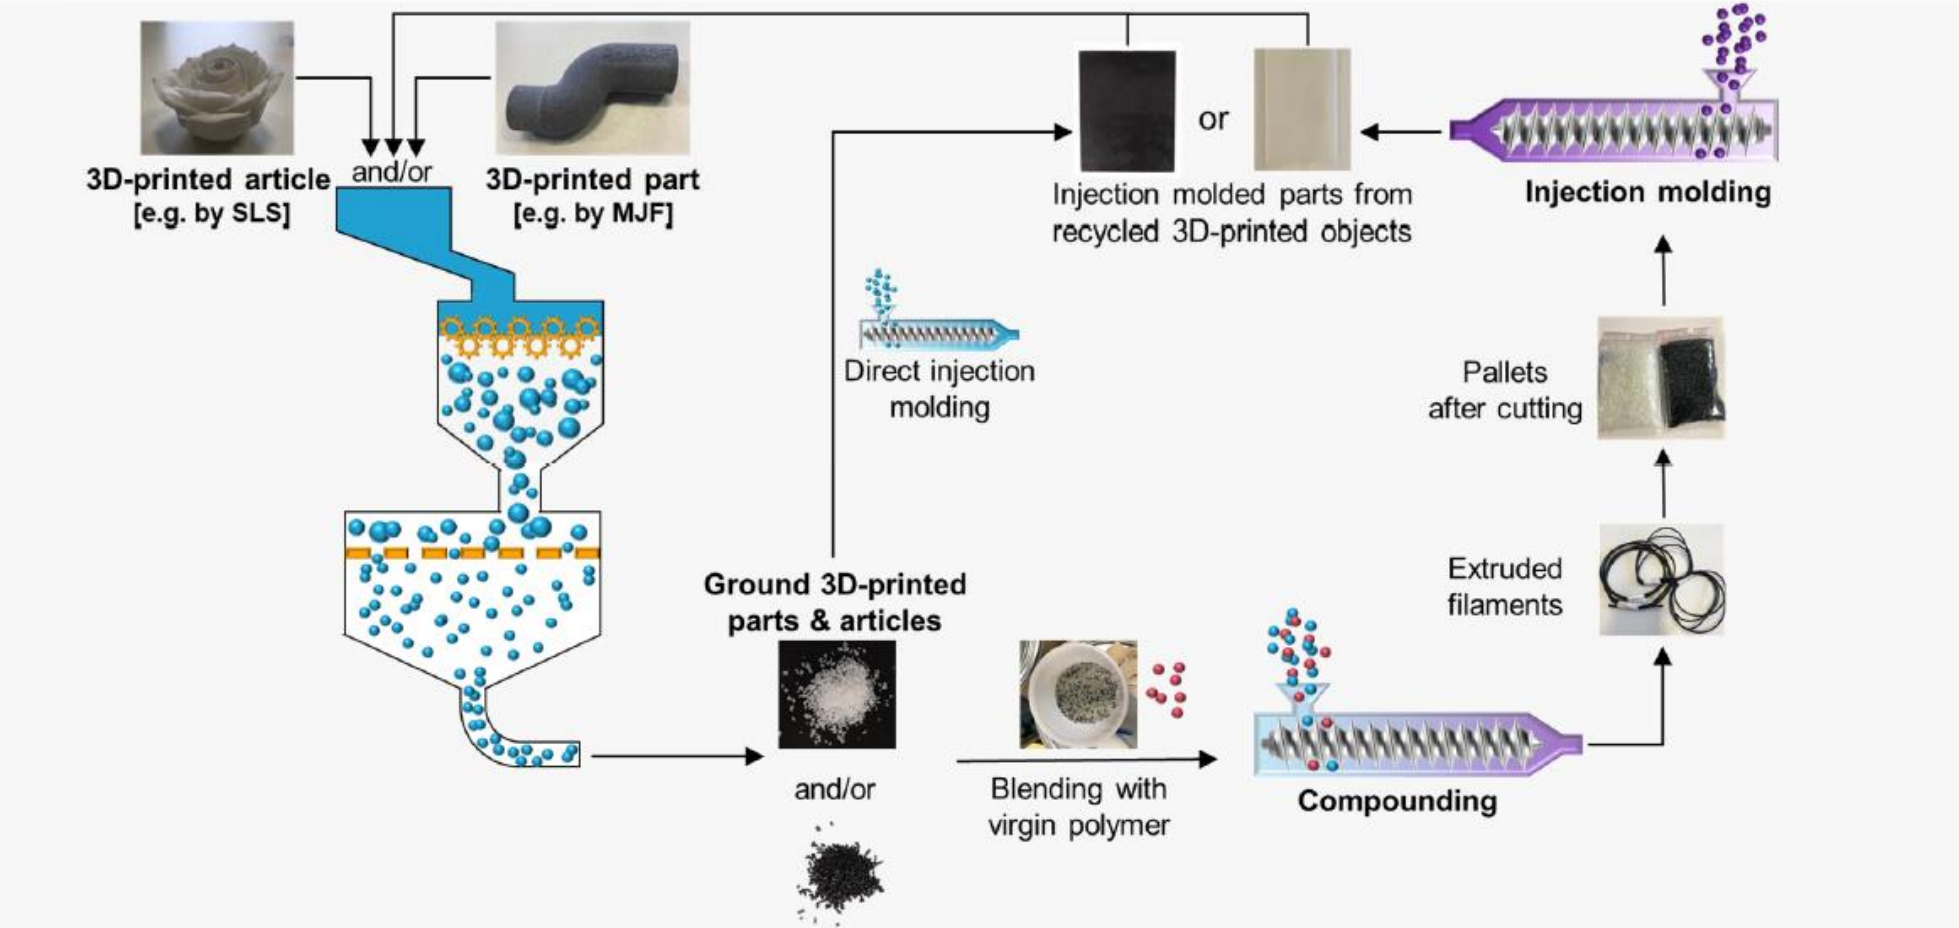 3D-printed article
[e.g. by SLS]
and/or
3D-printed part
[e.g. by MJF]
or
Injection molded parts from
recycled 3D-printed objects
Injection molding
Direct injection
molding
Pallets
after cutting
Extruded
filaments
Ground 3D-printed
parts & articles
and/or
Blending with
virgin polymer
Compounding